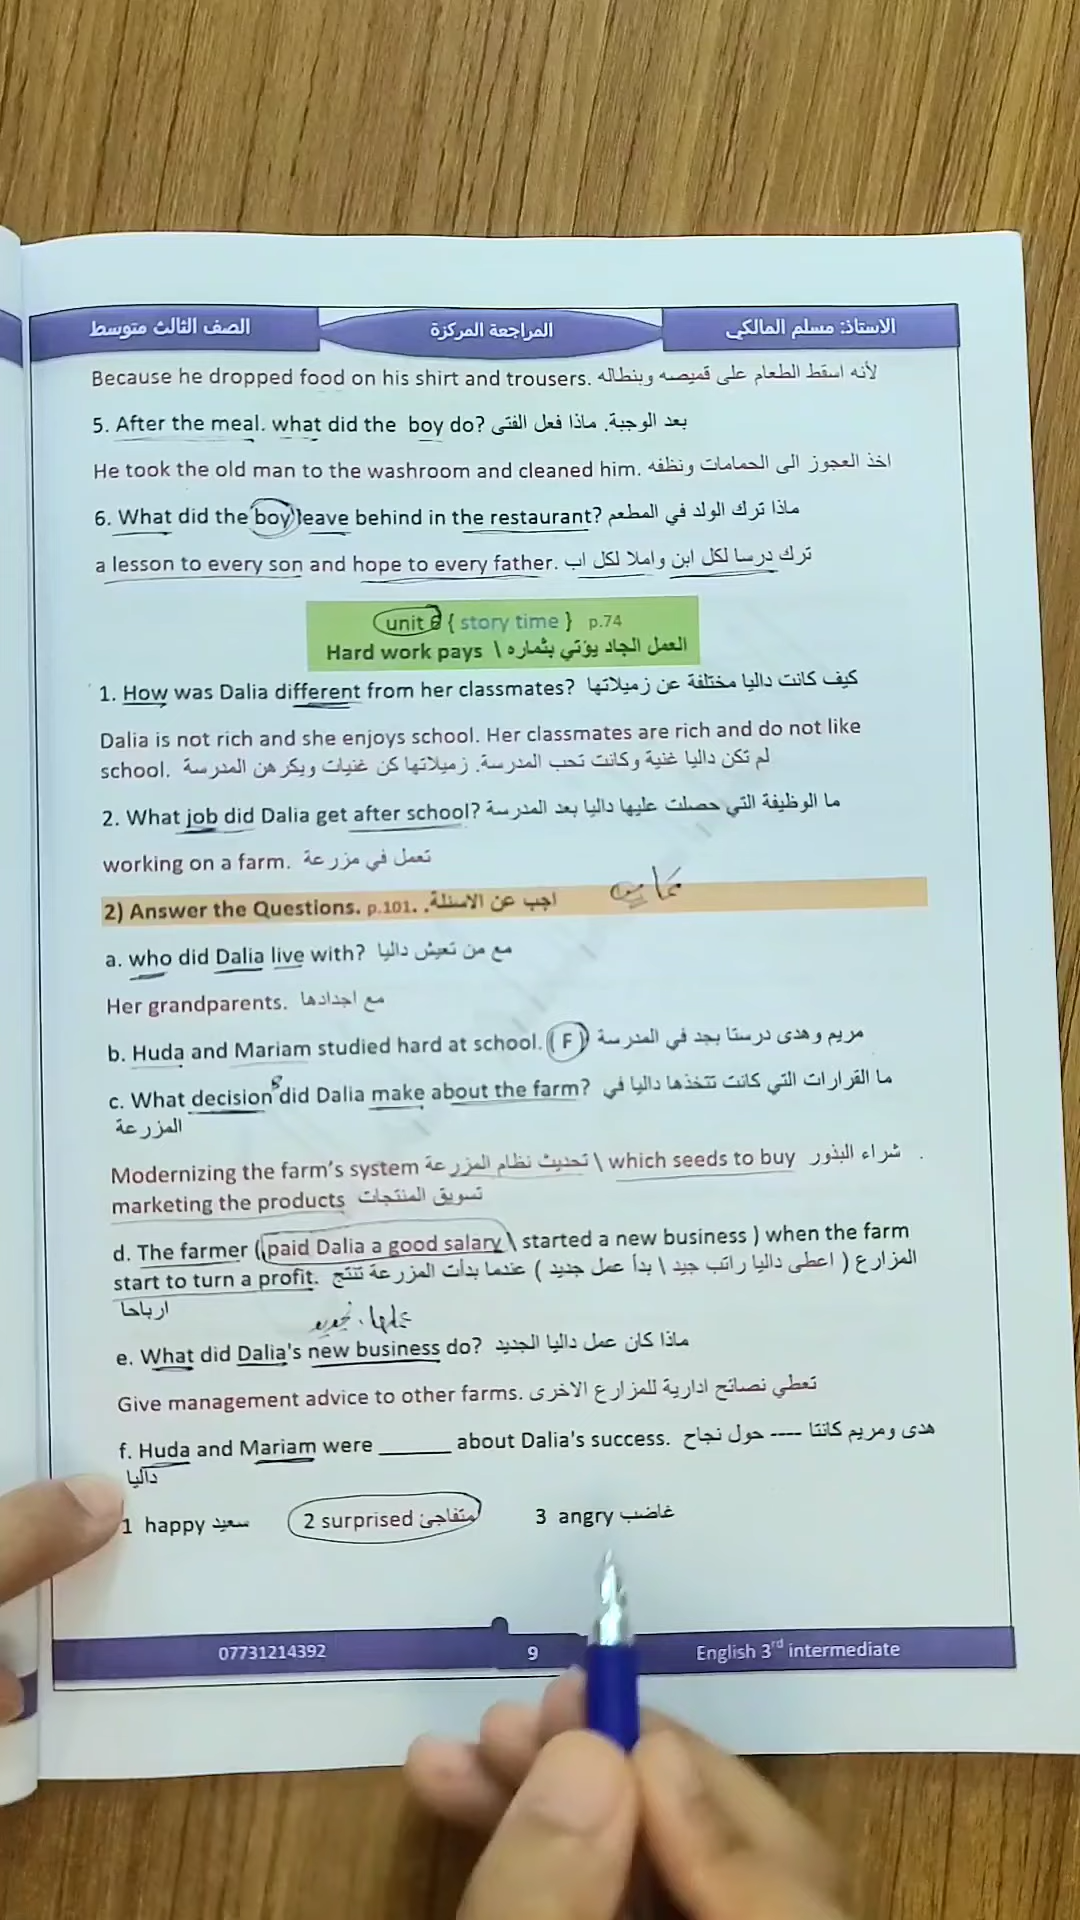 الاستاذ: مسلم المالكي المراجعة المركزة الصف الثالث متوسط
Because he dropped food on his shirt and trousers. لأنه اسقط الطعام على قميصه وبنطاله
5. After the meal. what did the boy do? بعد الوجبة. ماذا فعل الفتى
He took the old man to the washroom and cleaned him. اخذ العجوز الى الحمامات ونظفه
6. What did the boy leave behind in the restaurant? ماذا ترك الولد في المطعم
a lesson to every son and hope to every father. ترك درسا لكل ابن واملا لكل اب
unit 6 { story time } p.74
Hard work pays \ العمل الجاد يؤتي بثماره
1. How was Dalia different from her classmates? كيف كانت داليا مختلفة عن زميلاتها
Dalia is not rich and she enjoys school. Her classmates are rich and do not like
school. لم تكن داليا غنية وكانت تحب المدرسة. زميلاتها كن غنيات ويكرهن المدرسة
2. What job did Dalia get after school? ما الوظيفة التي حصلت عليها داليا بعد المدرسة
working on a farm. تعمل في مزرعة
2) Answer the Questions. p.101. اجب عن الاسئلة.
a. who did Dalia live with? مع من تعيش داليا
Her grandparents. مع اجدادها
b. Huda and Mariam studied hard at school. ( F ) مريم وهدى درستا بجد في المدرسة
c. What decision s did Dalia make about the farm? ما القرارات التي كانت تتخذها داليا في
المزرعة
Modernizing the farm's system تحديث نظام المزرعة \ which seeds to buy شراء البذور .
marketing the products تسويق المنتجات
d. The farmer ( paid Dalia a good salary \ started a new business ) when the farm
start to turn a profit. المزارع ( اعطى داليا راتب جيد \ بدأ عمل جديد ) عندما بدأت المزرعة تنتج
ارباحا
e. What did Dalia's new business do? ماذا كان عمل داليا الجديد
Give management advice to other farms. تعطي نصائح ادارية للمزارع الاخرى
f. Huda and Mariam were ______ about Dalia's success. هدى ومريم كانتا ---- حول نجاح
داليا
1 happy سعيد 2 surprised متفاجئ 3 angry غاضب
07731214392 9 English 3rd intermediate